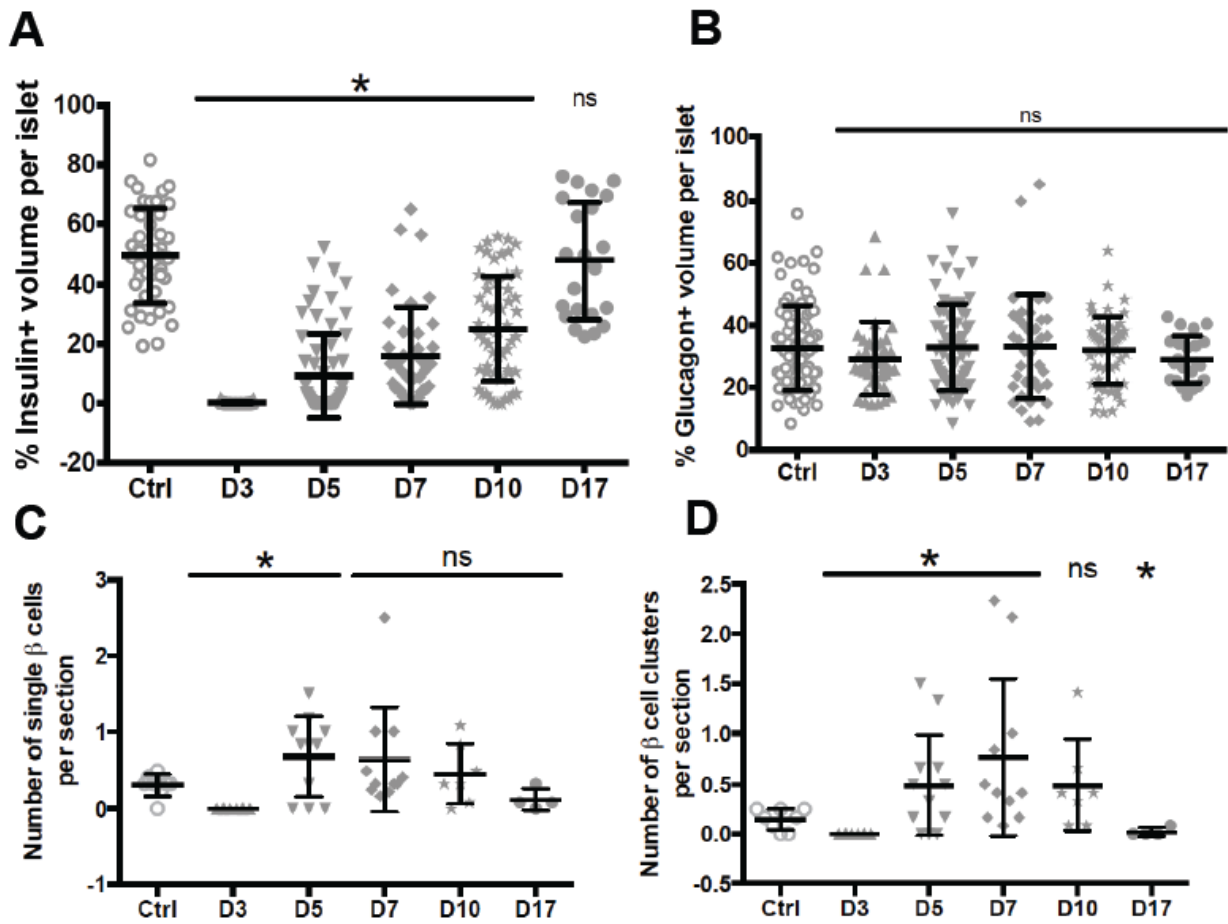 A
% Insulin+ volume per islet
*
ns
100
80
60
40
20
0
-20
Ctrl D3 D5 D7 D10 D17
B
% Glucagon+ volume per islet
ns
100
80
60
40
20
0
Ctrl D3 D5 D7 D10 D17
C
Number of single β cells
per section
*
ns
3
2
1
0
-1
Ctrl D3 D5 D7 D10 D17
D
Number of β cell clusters
per section
*
ns
*
2.5
2.0
1.5
1.0
0.5
0.0
-0.5
Ctrl D3 D5 D7 D10 D17